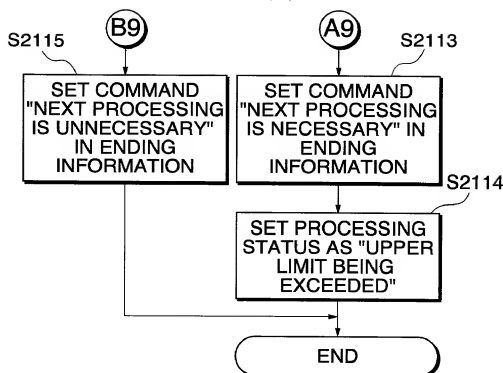 B9
A9
S2115
S2113
SET COMMAND
"NEXT PROCESSING
IS UNNECESSARY"
IN ENDING
INFORMATION
SET COMMAND
"NEXT PROCESSING
IS NECESSARY" IN
ENDING
INFORMATION
S2114
SET PROCESSING
STATUS AS "UPPER
LIMIT BEING
EXCEEDED"
END